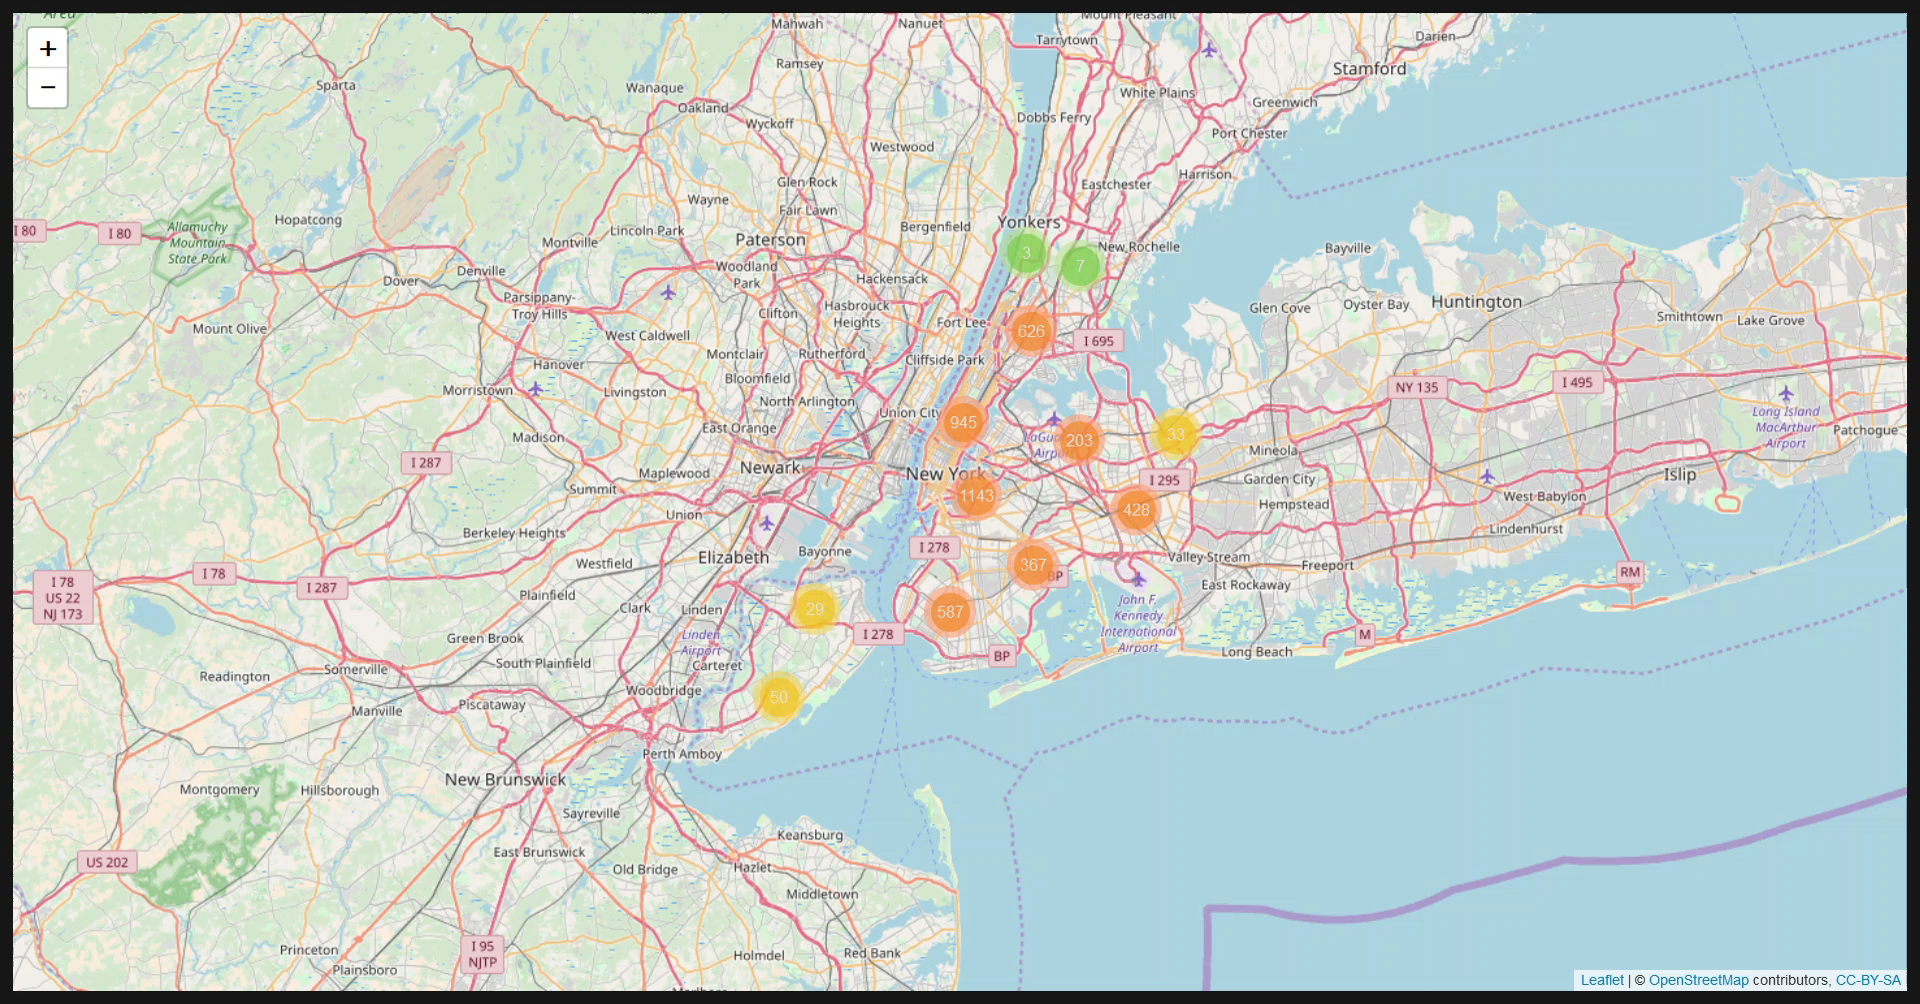 Area
Mahwah
Nanuet
Mount Pleasant
+
−
Sparta
Ramsey
Tarrytown
Darien
Stamford
Wanaque
Oakland
White Plains
Greenwich
Wyckoff
Dobbs Ferry
Port Chester
Westwood
Glen Rock
Eastchester
Harrison
Wayne
Fair Lawn
Hopatcong
Yonkers
I 80
I 80
Allamuchy
Mountain
State Park
Lincoln Park
Bergenfield
Montville
Paterson
New Rochelle
Bayville
3
7
Denville
Woodland
Park
Hackensack
Dover
Parsippany-
Troy Hills
Hasbrouck
Heights
Clifton
Glen Cove
Oyster Bay
Huntington
Smithtown
Lake Grove
Mount Olive
West Caldwell
Fort Lee
626
I 695
Montclair
Rutherford
Cliffside Park
Hanover
Bloomfield
Morristown
Livingston
NY 135
I 495
North Arlington
Union City
945
East Orange
203
33
LaGua
Airpo
Long Island
MacArthur
Airport
Patchogue
Madison
Mineola
I 287
Newark
Maplewood
New York
I 295
Garden City
Islip
Summit
1143
428
Hempstead
West Babylon
Union
Lindenhurst
Berkeley Heights
I 278
Bayonne
Elizabeth
Valley Stream
Westfield
367
BP
Freeport
RM
I 78
US 22
NJ 173
I 78
I 287
East Rockaway
Plainfield
Clark
Linden
29
587
John F.
Kennedy
International
Airport
Linden
Airport
I 278
M
Green Brook
South Plainfield
Carteret
BP
Long Beach
Somerville
Readington
Woodbridge
50
Manville
Piscataway
Perth Amboy
New Brunswick
Montgomery
Hillsborough
Sayreville
Keansburg
East Brunswick
US 202
Old Bridge
Hazlet
Middletown
I 95
NJTP
Princeton
Plainsboro
Holmdel
Red Bank
Leaflet | © OpenStreetMap contributors, CC-BY-SA